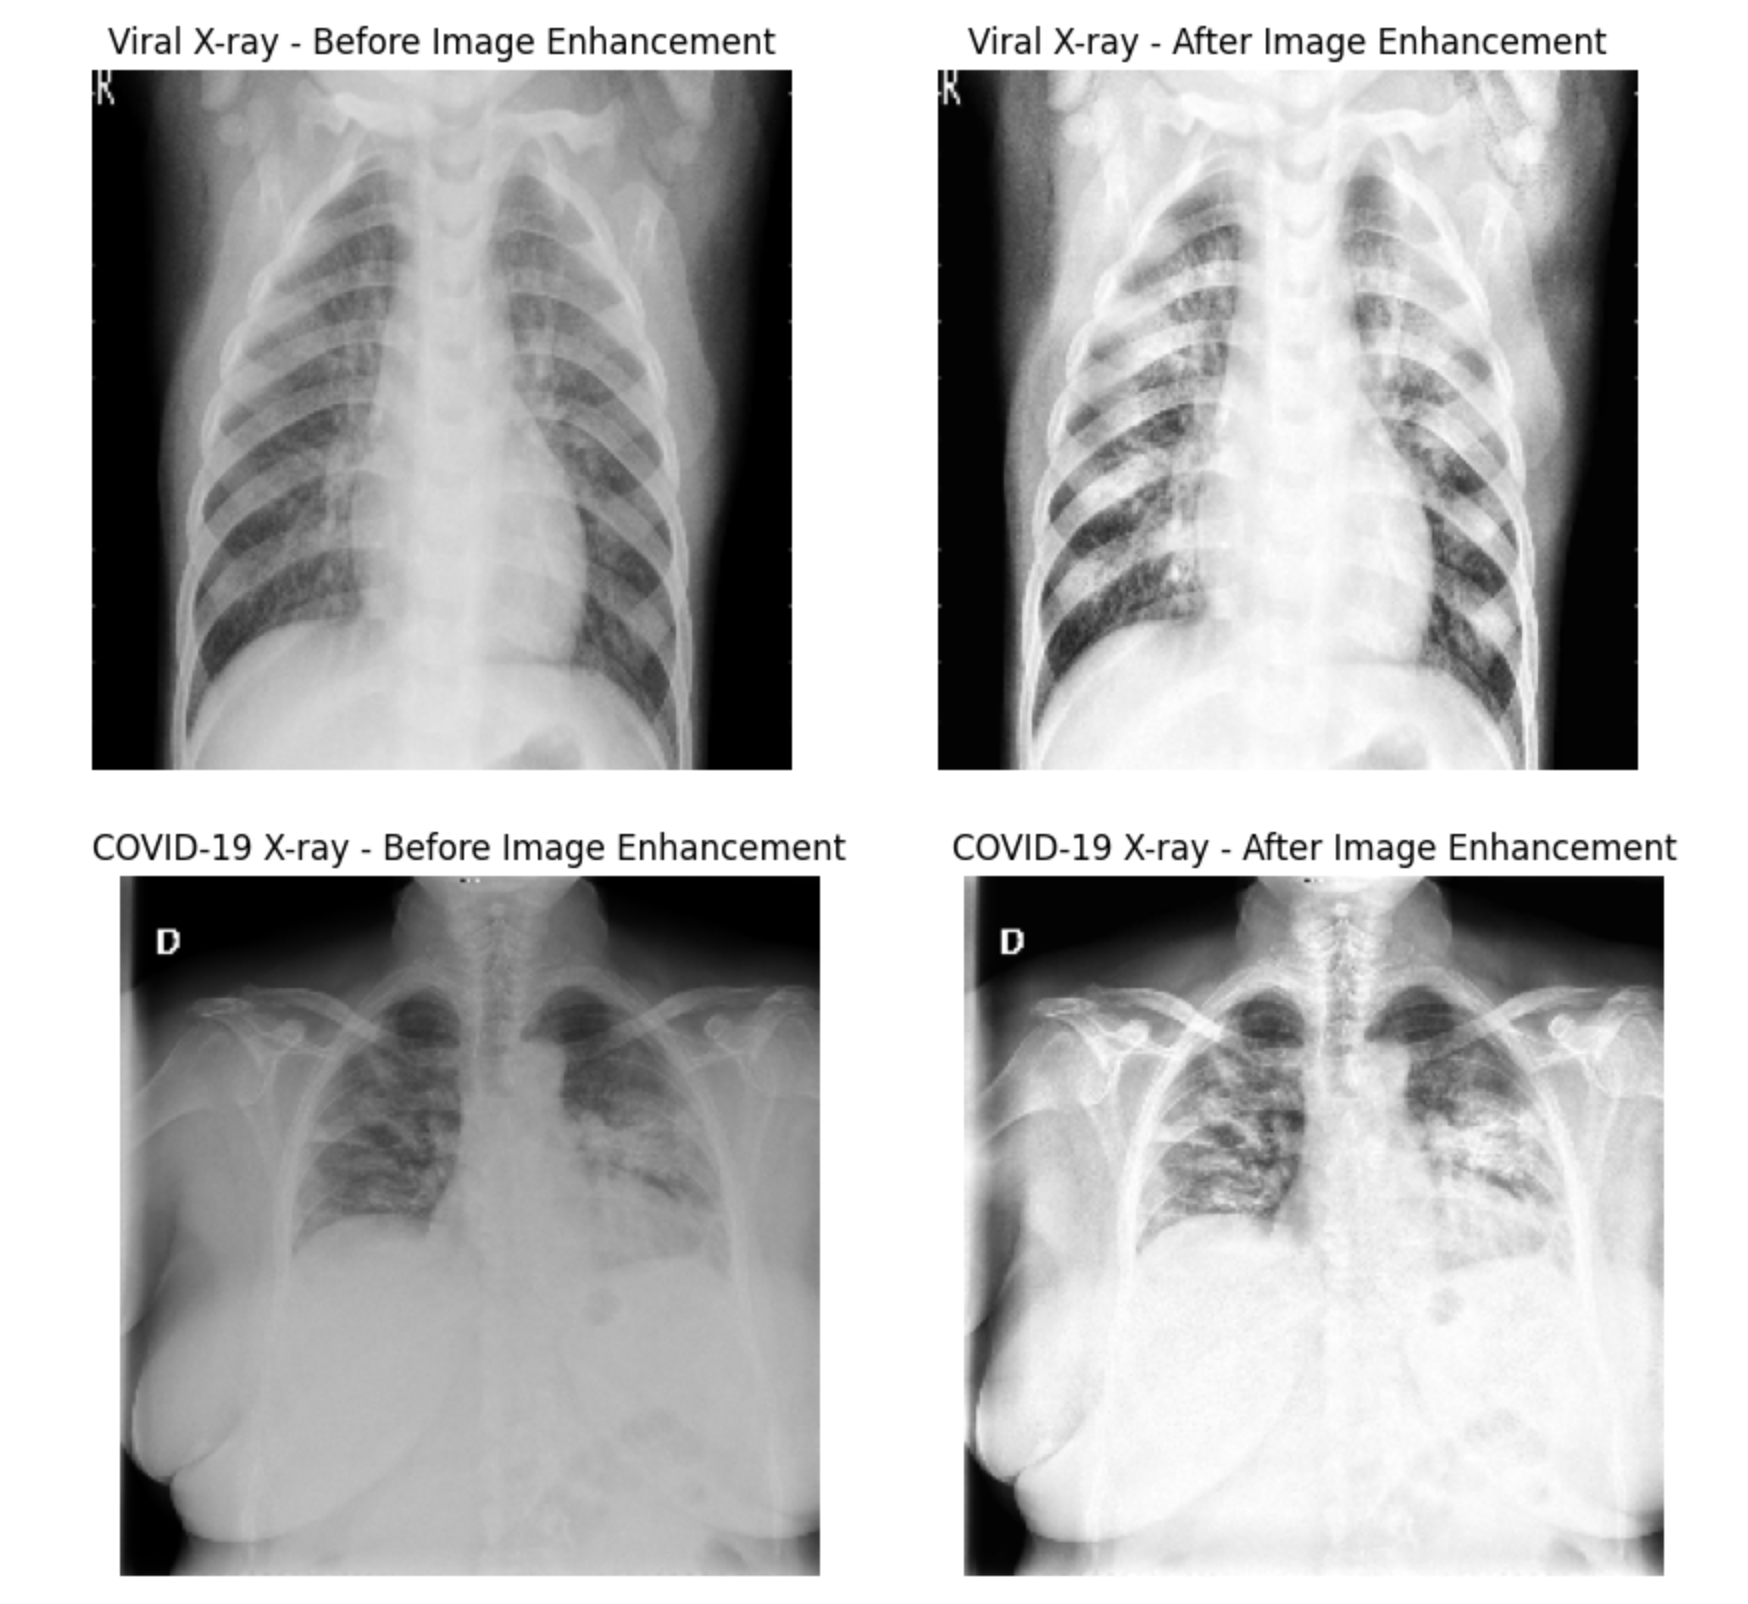 Viral X-ray - Before Image Enhancement
Viral X-ray - After Image Enhancement
R
R
COVID-19 X-ray - Before Image Enhancement
COVID-19 X-ray - After Image Enhancement
D
D